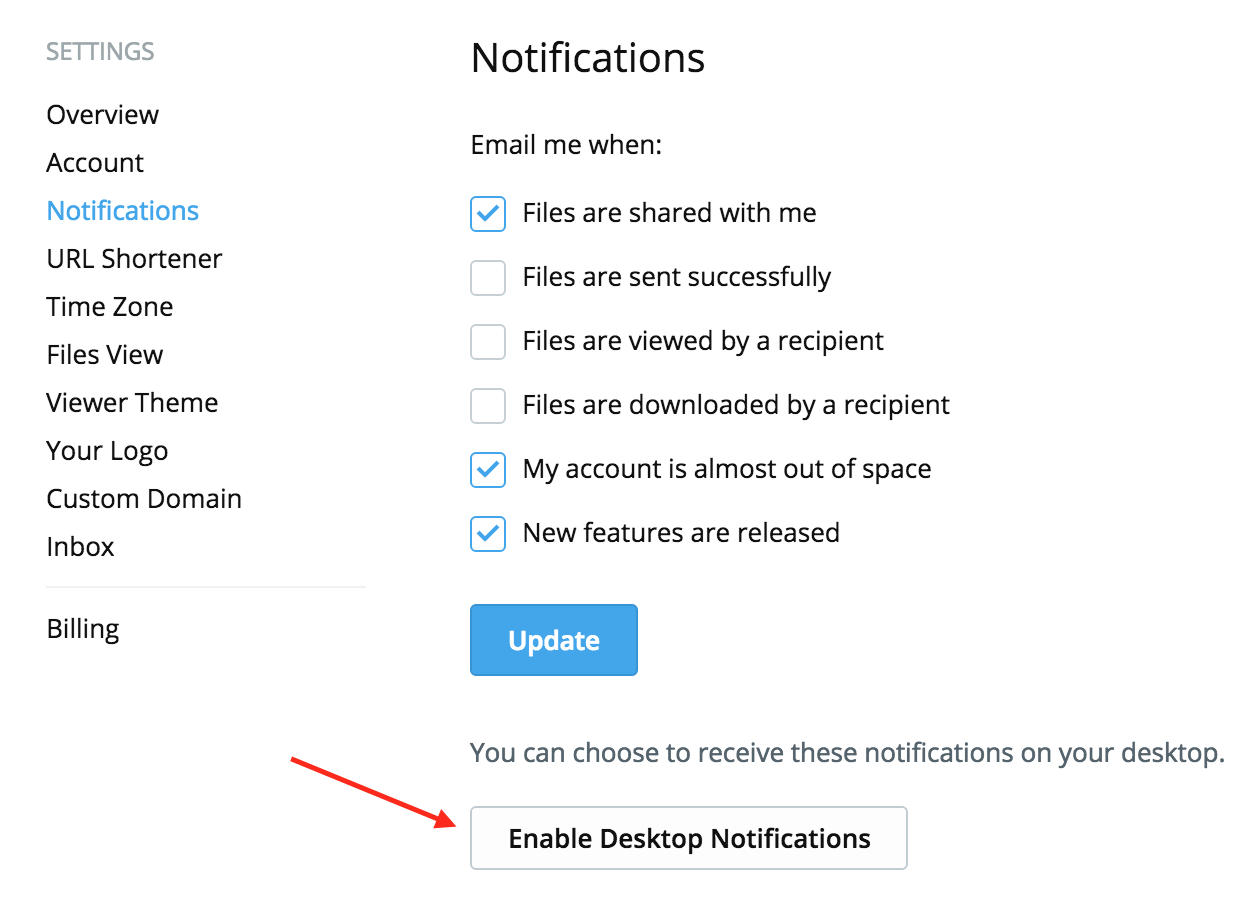 SETTINGS
Overview
Account
Notifications
URL Shortener
Time Zone
Files View
Viewer Theme
Your Logo
Custom Domain
Inbox
Billing
Notifications
Email me when:
Files are shared with me
Files are sent successfully
Files are viewed by a recipient
Files are downloaded by a recipient
My account is almost out of space
New features are released
Update
You can choose to receive these notifications on your desktop.
Enable Desktop Notifications